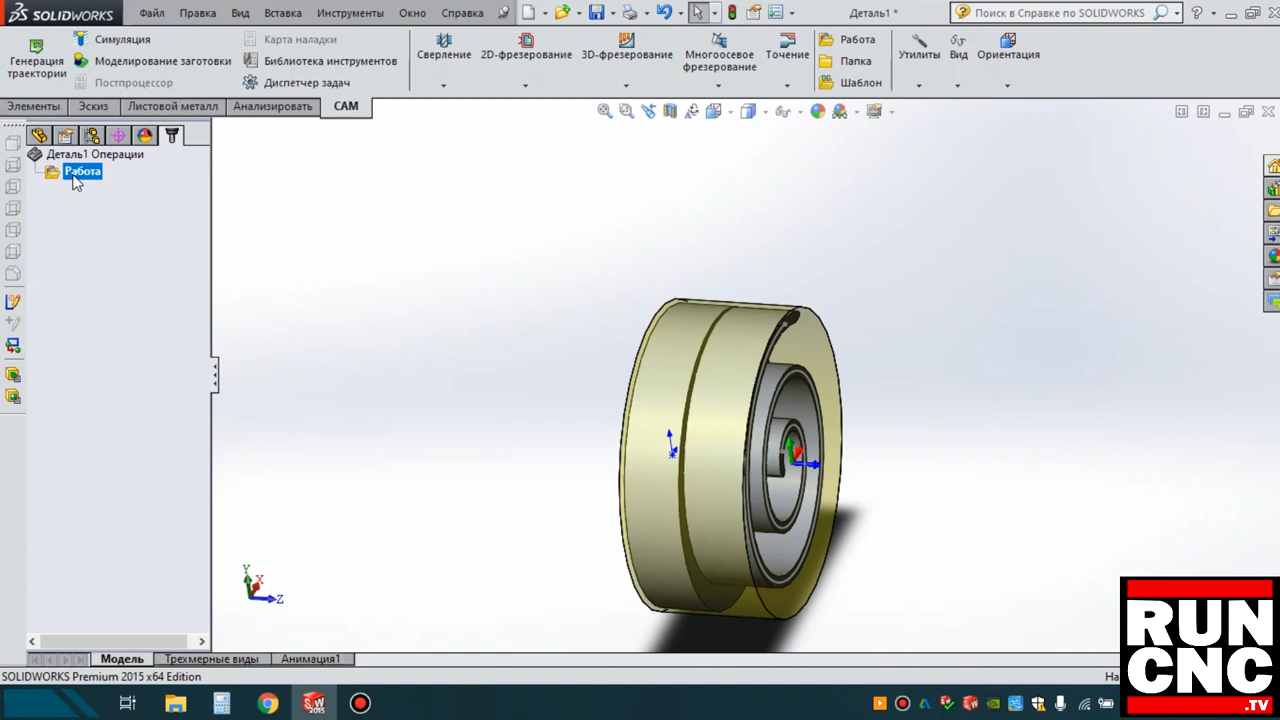 SOLIDWORKS Файл Правка Вид Вставка Инструменты Окно Справка Деталь1 * Поиск в Справке по SOLIDWORKS
Генерация траектории
Симуляция
Моделирование заготовки
Постпроцессор
Карта наладки
Библиотека инструментов
Диспетчер задач
Сверление
2D-фрезерование
3D-фрезерование
Многоосевое фрезерование
Точение
Работа
Папка
Шаблон
Утилиты
Вид
Ориентация
Элементы Эскиз Листовой металл Анализировать CAM
Деталь1 Операции
Работа
Y
X
Z
Модель Трехмерные виды Анимация1
SOLIDWORKS Premium 2015 x64 Edition
RUN
CNC
.TV